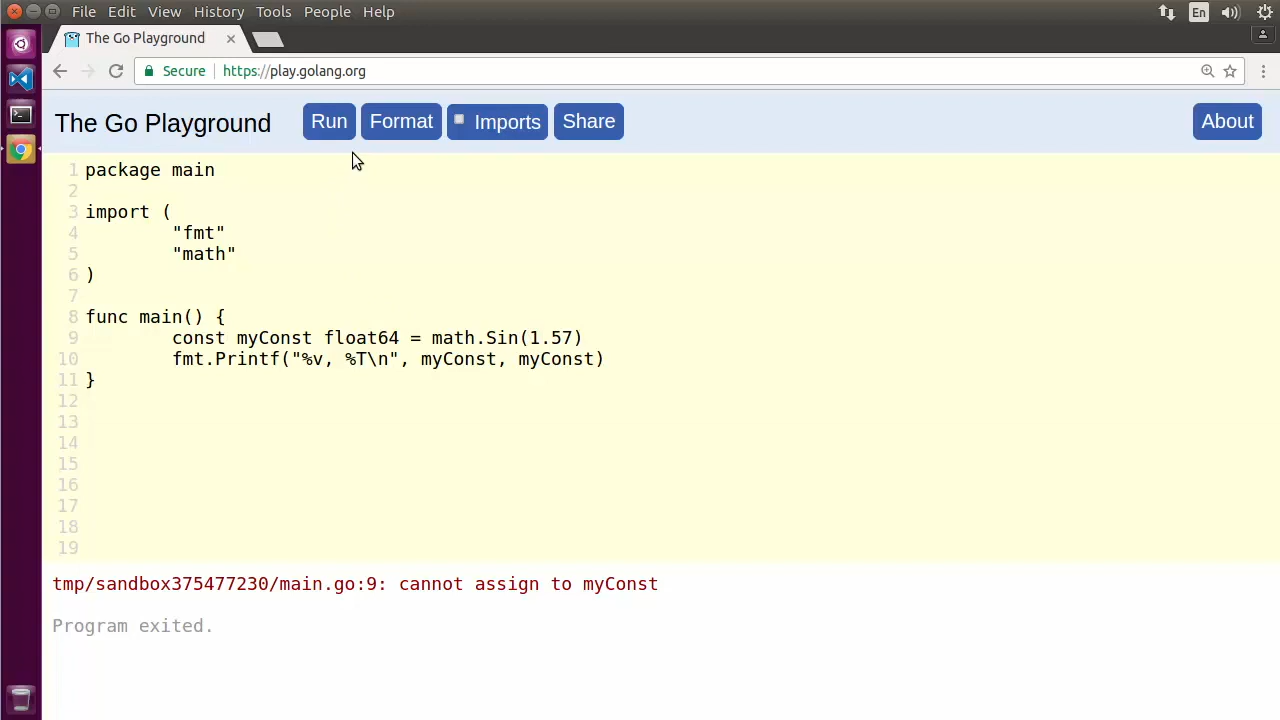 File Edit View History Tools People Help
En
The Go Playground
Secure https://play.golang.org
The Go Playground Run Format Imports Share About
1 package main
2
3 import (
4 "fmt"
5 "math"
6 )
7
8 func main() {
9 const myConst float64 = math.Sin(1.57)
10 fmt.Printf("%v, %T\n", myConst, myConst)
11 }
12
13
14
15
16
17
18
19
tmp/sandbox375477230/main.go:9: cannot assign to myConst
Program exited.